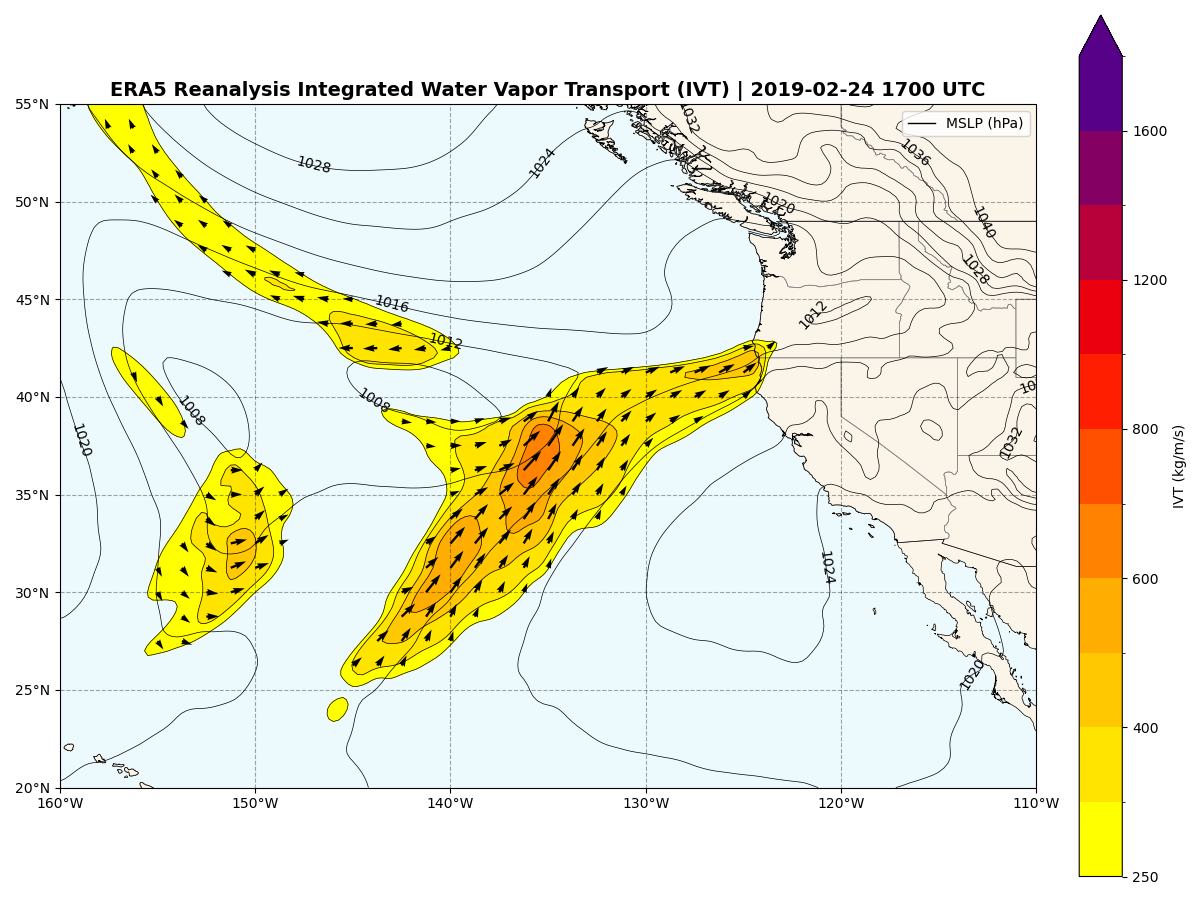 ERA5 Reanalysis Integrated Water Vapor Transport (IVT) | 2019-02-24 1700 UTC
MSLP (hPa)
55°N
50°N
45°N
40°N
35°N
30°N
25°N
20°N
160°W
150°W
140°W
130°W
120°W
110°W
1028
1024
1032
1036
1020
1040
1028
1016
1012
1012
1008
1008
1020
1032
10
1024
1020
1600
1200
800
600
400
250
IVT (kg/m/s)